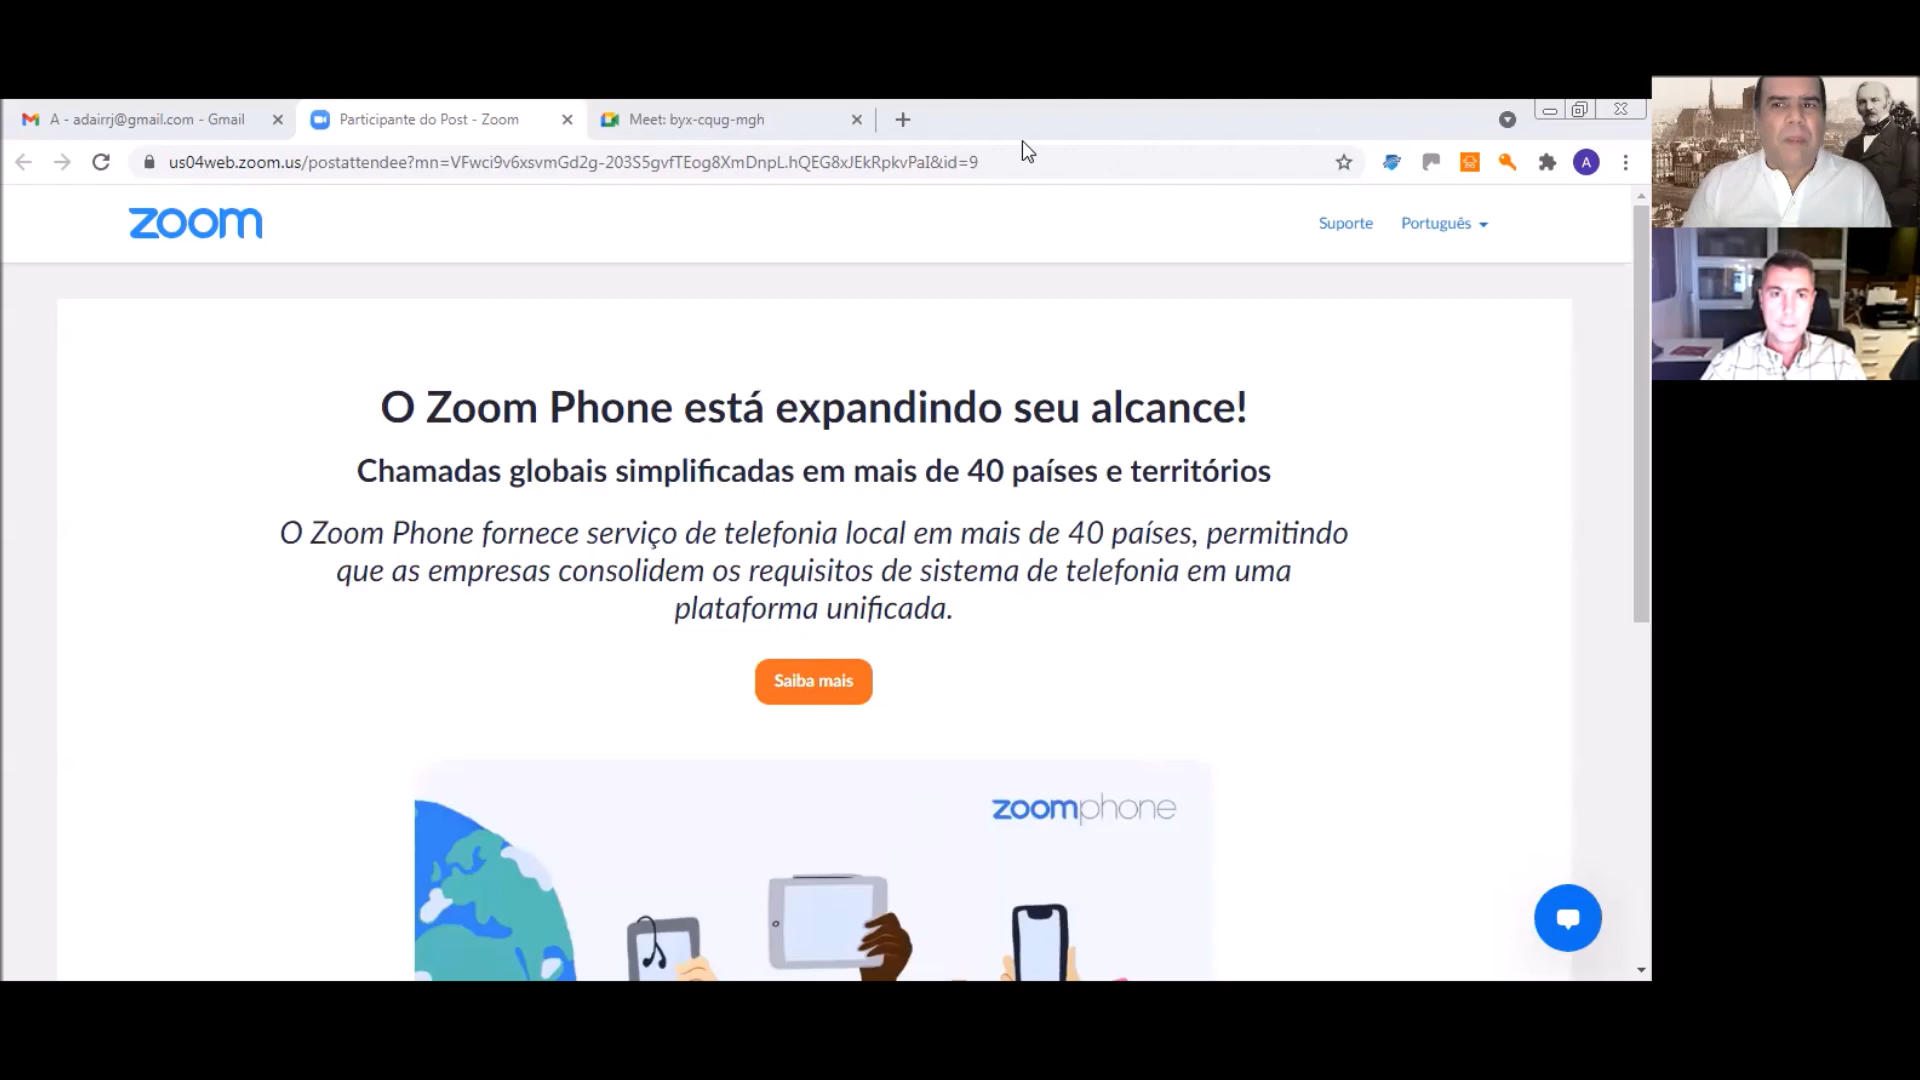 A - adairrj@gmail.com - Gmail
Participante do Post - Zoom
Meet: byx-cqug-mgh
us04web.zoom.us/postattendee?mn=VFwci9v6xsvmGd2g-203S5gvfTEog8XmDnpL.hQEG8xJEkRpkvPaI&id=9
A
zoom
Suporte
Português
O Zoom Phone está expandindo seu alcance!
Chamadas globais simplificadas em mais de 40 países e territórios
O Zoom Phone fornece serviço de telefonia local em mais de 40 países, permitindo
que as empresas consolidem os requisitos de sistema de telefonia em uma
plataforma unificada.
Saiba mais
zoomphone